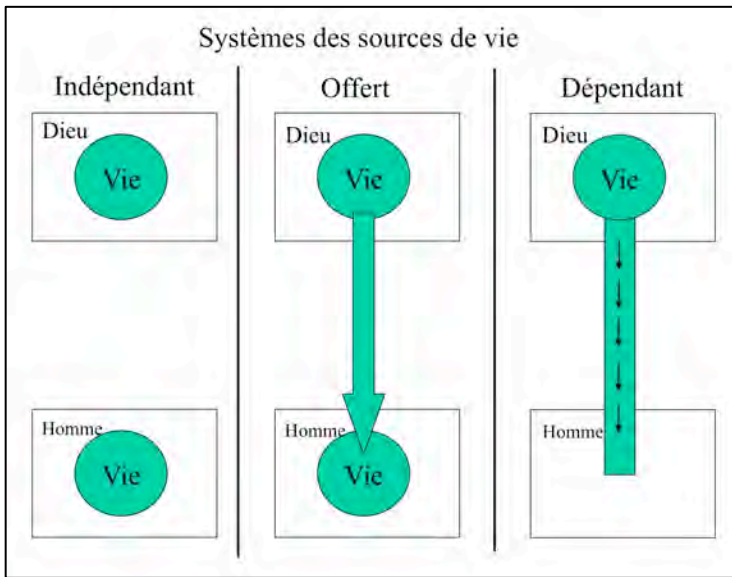 Systèmes des sources de vie
Indépendant
Offert
Dépendant
Dieu
Vie
Dieu
Vie
Dieu
Vie
Homme
Vie
Homme
Vie
Homme